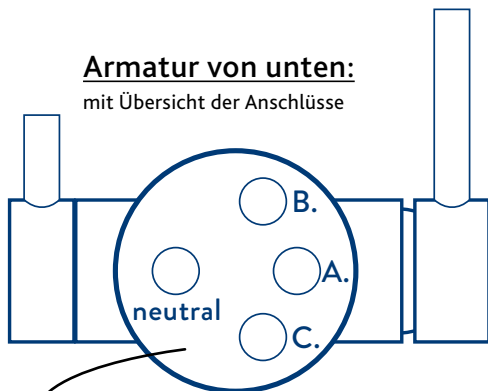 Armatur von unten:
mit Übersicht der Anschlüsse
B.
A.
neutral
C.